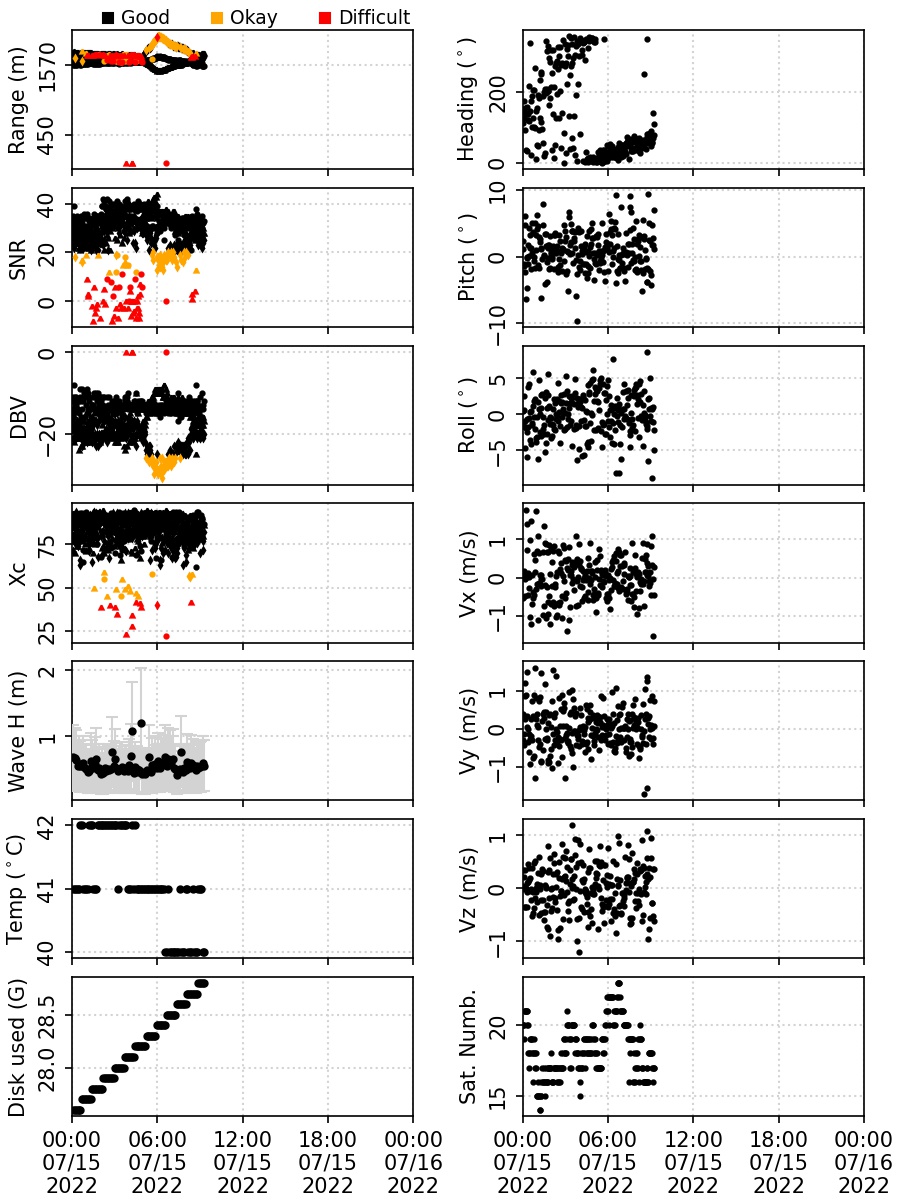 Good Okay Difficult
Range (m)
1570
450
Heading (°)
200
0
SNR
40
20
0
Pitch (°)
10
0
−10
DBV
0
−20
Roll (°)
5
0
−5
Xc
75
50
25
Vx (m/s)
1
0
−1
Wave H (m)
2
1
Vy (m/s)
1
0
−1
Temp (°C)
42
41
40
Vz (m/s)
1
0
−1
Disk used (G)
28.5
28.0
Sat. Numb.
20
15
00:00 06:00 12:00 18:00 00:00
07/15 07/15 07/15 07/15 07/16
2022 2022 2022 2022 2022
00:00 06:00 12:00 18:00 00:00
07/15 07/15 07/15 07/15 07/16
2022 2022 2022 2022 2022